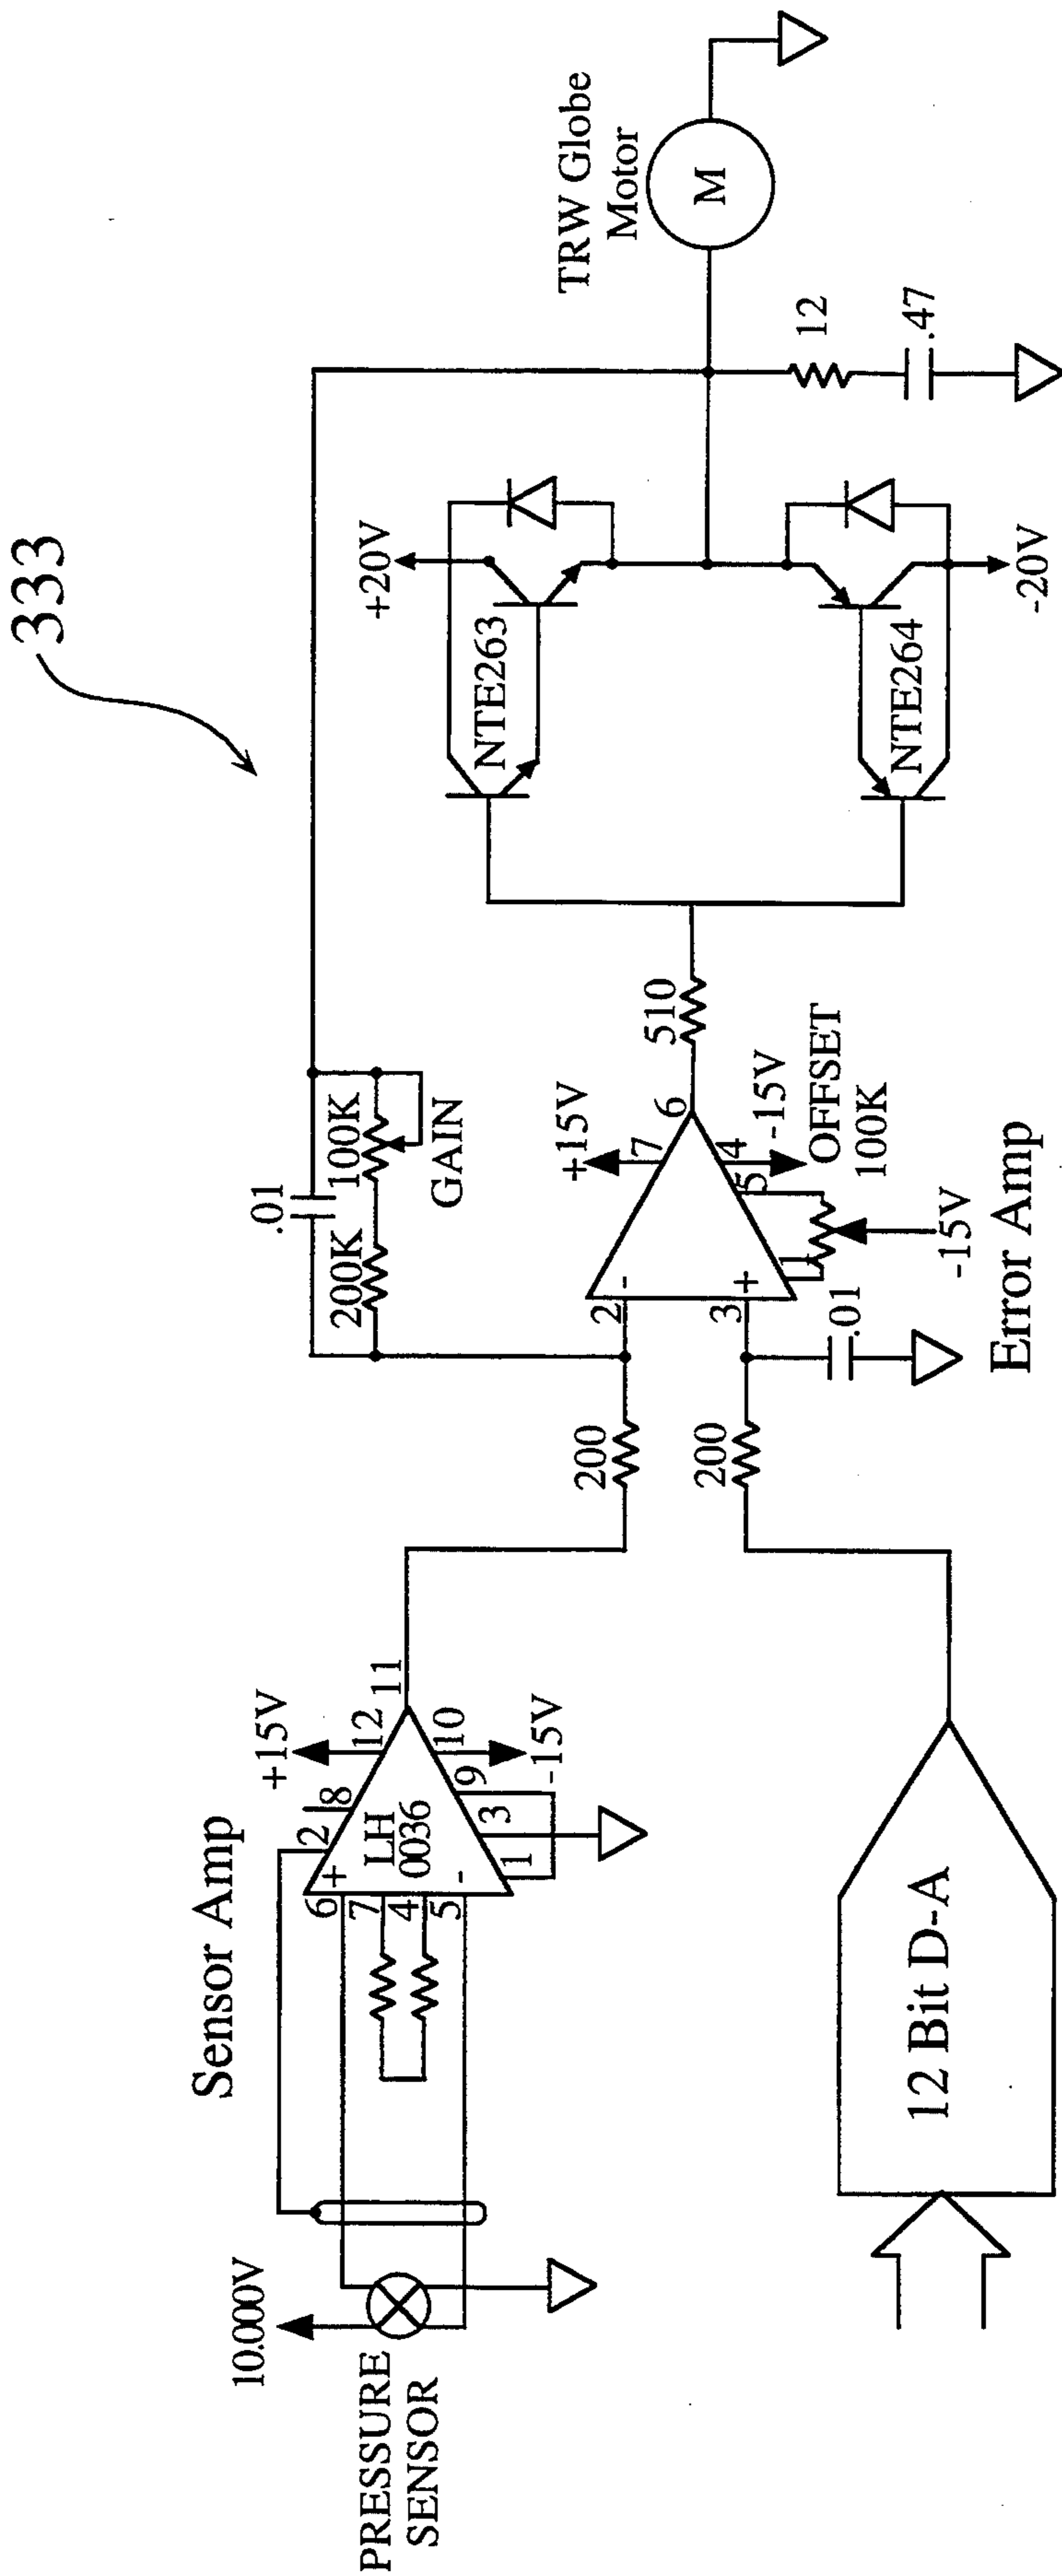 333
Sensor Amp
10.000V
PRESSURE
SENSOR
+15V
-15V
LH
0036
+
-
6
7
4
5
2
8
12
11
10
9
3
1
12 Bit D-A
200
200
.01
200K
100K
GAIN
+15V
-15V
2
3
-
+
7
6
4
5
1
OFFSET
100K
-15V
.01
Error Amp
510
+20V
NTE263
NTE264
-20V
12
.47
TRW Globe
Motor
M